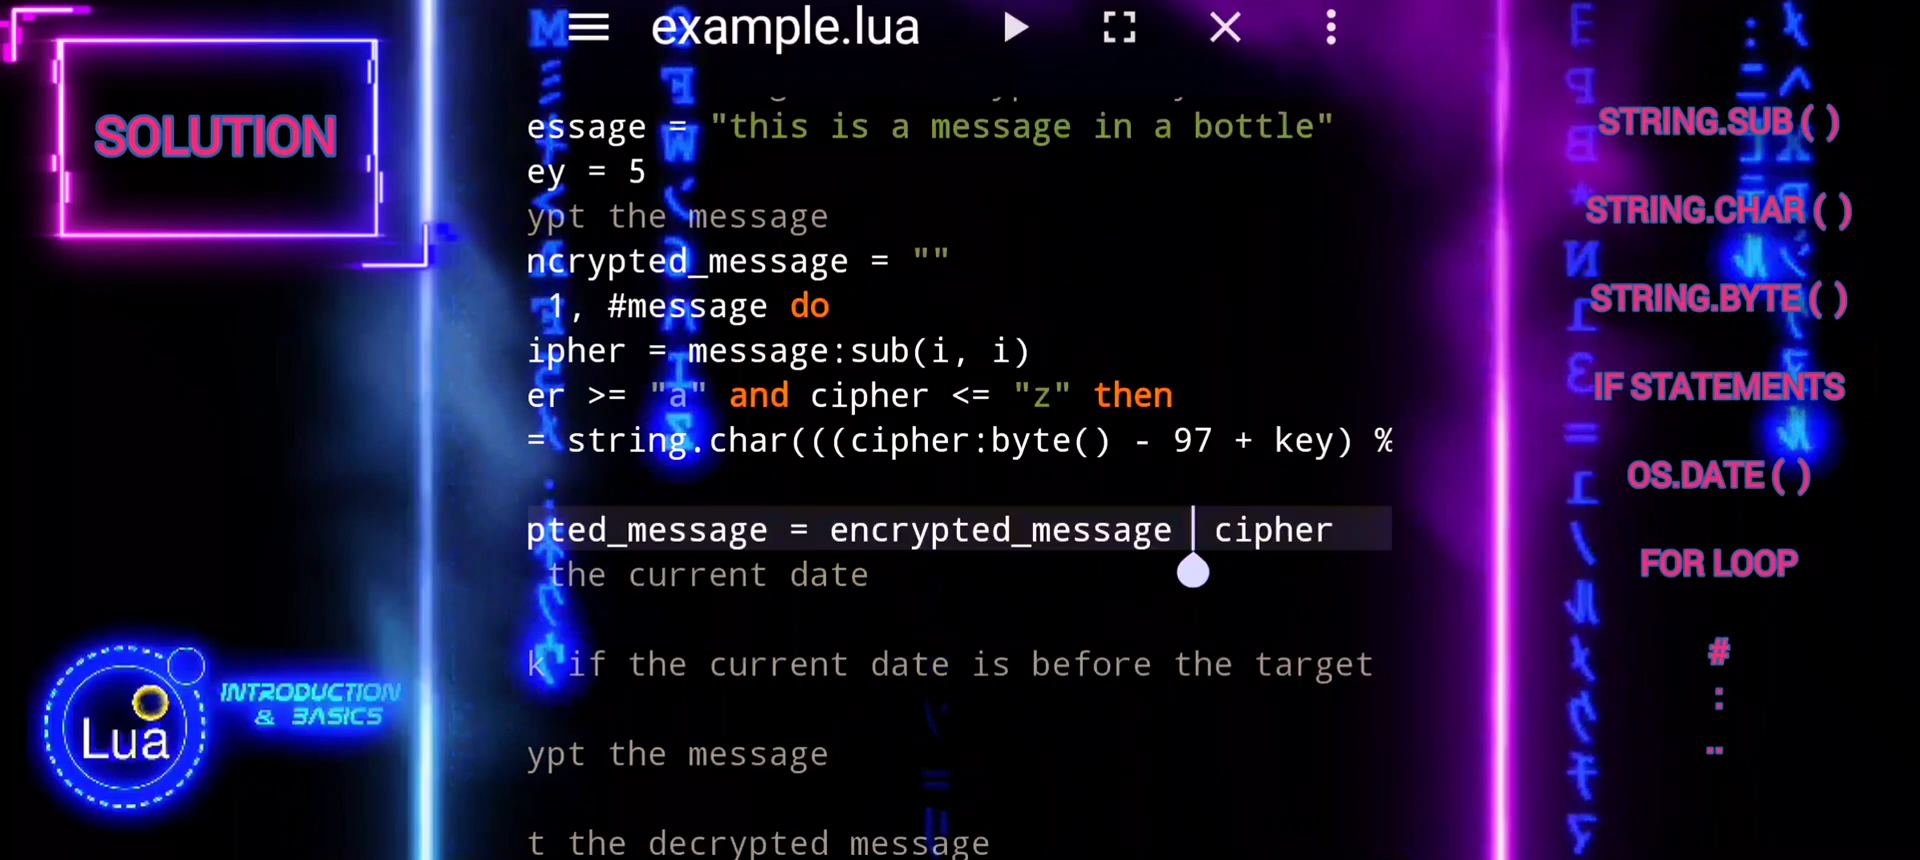 SOLUTION
example.lua
essage = "this is a message in a bottle"
ey = 5
ypt the message
ncrypted_message = ""
1, #message do
ipher = message:sub(i, i)
er >= "a" and cipher <= "z" then
= string.char(((cipher:byte() - 97 + key) %
pted_message = encrypted_message cipher
the current date
k if the current date is before the target
ypt the message
t the decrypted message
STRING.SUB ( )
STRING.CHAR ( )
STRING.BYTE ( )
IF STATEMENTS
OS.DATE ( )
FOR LOOP
#
:
..
Lua
INTRODUCTION
& BASICS